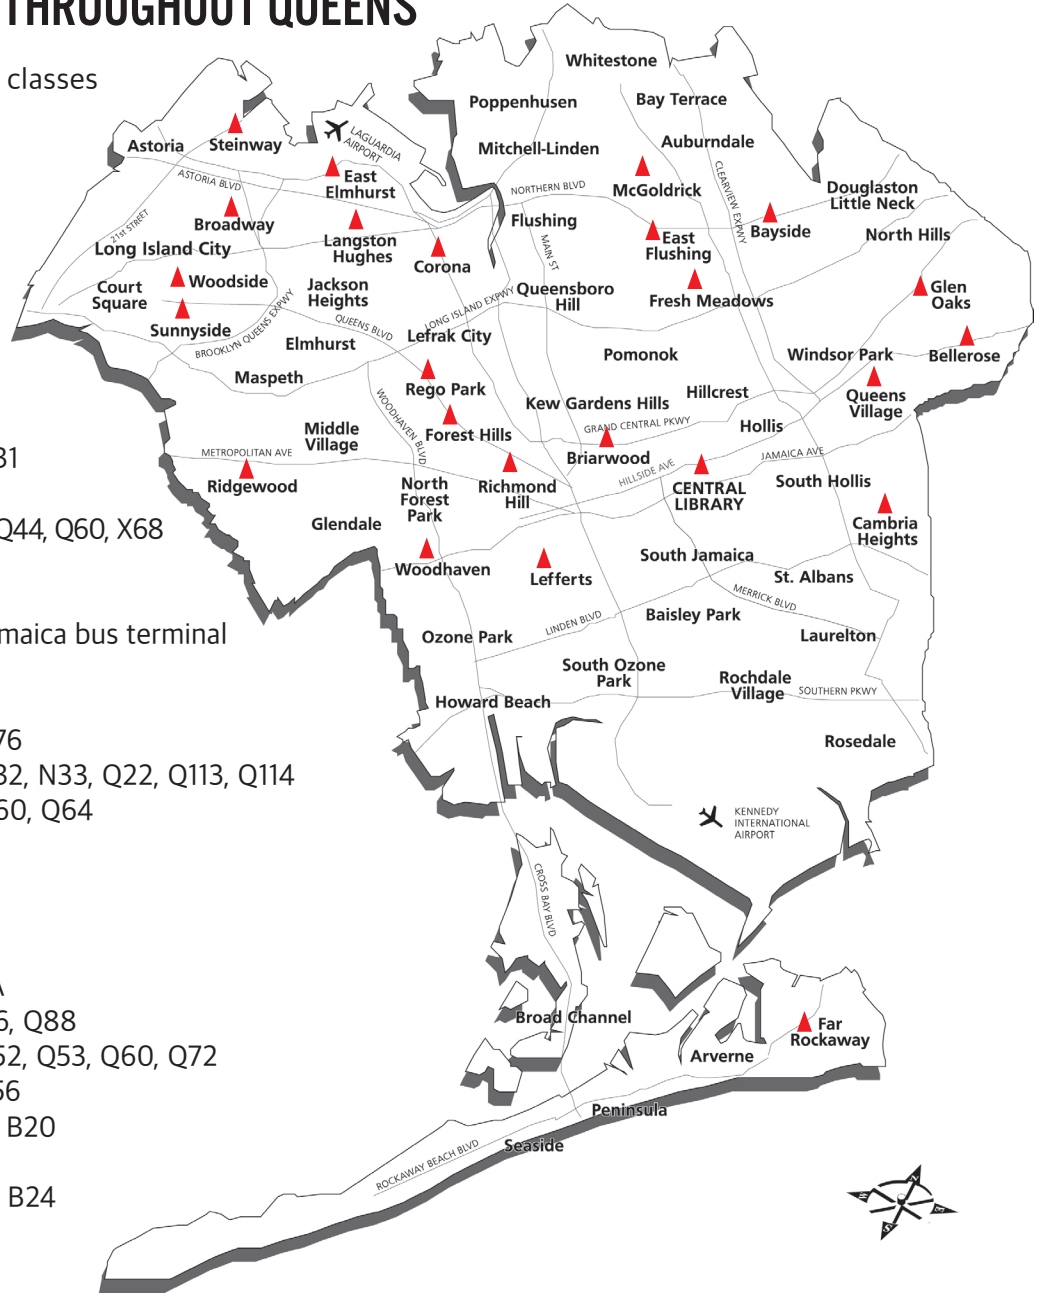 THROUGHOUT QUEENS
classes
31
Q44, Q60, X68
maica bus terminal
76
32, N33, Q22, Q113, Q114
60, Q64
A
6, Q88
52, Q53, Q60, Q72
56
B20
B24
Whitestone
Poppenhusen
Bay Terrace
Mitchell-Linden
Auburndale
Astoria
Steinway
LAGUARDIA
AIRPORT
East
Elmhurst
ASTORIA BLVD
McGoldrick
NORTHERN BLVD
CLEARVIEW EXPWY
Douglaston
Little Neck
21st STREET
Broadway
Flushing
Bayside
North Hills
Long Island City
Langston
Hughes
Corona
MAIN ST
East
Flushing
Court
Square
Woodside
Jackson
Heights
Queensboro
Hill
Fresh Meadows
Glen
Oaks
Sunnyside
BROOKLYN QUEENS EXPWY
QUEENS BLVD
LONG ISLAND EXPWY
Elmhurst
Lefrak City
Pomonok
Windsor Park
Bellerose
Maspeth
Rego Park
Kew Gardens Hills
Hillcrest
Queens
Village
WOODHAVEN BLVD
Middle
Village
Forest Hills
GRAND CENTRAL PKWY
Hollis
METROPOLITAN AVE
Briarwood
HILLSIDE AVE
JAMAICA AVE
Ridgewood
North
Forest
Park
Richmond
Hill
CENTRAL
LIBRARY
South Hollis
Glendale
Cambria
Heights
Woodhaven
Lefferts
South Jamaica
St. Albans
MERRICK BLVD
Ozone Park
LINDEN BLVD
Baisley Park
Laurelton
South Ozone
Park
Rochdale
Village
SOUTHERN PKWY
Howard Beach
Rosedale
KENNEDY
INTERNATIONAL
AIRPORT
CROSS BAY BLVD
Broad Channel
Far
Rockaway
Arverne
Peninsula
Seaside
ROCKAWAY BEACH BLVD
W
E
S